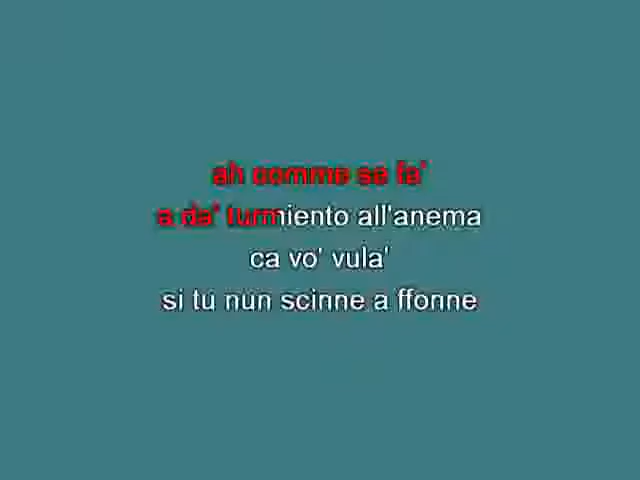 ah comme se fa'
a da' turmiento all'anema
ca vo' vula'
si tu nun scinne a ffonne